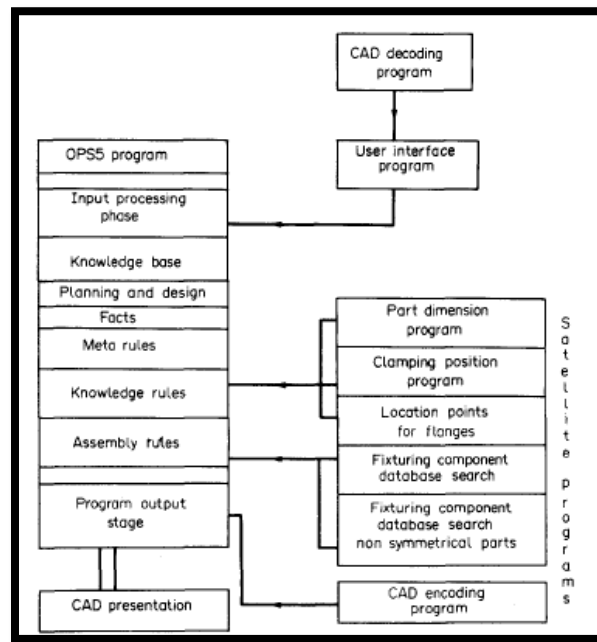 CAD decoding
program
User interface
program
OPS5 program
Input processing
phase
Knowledge base
Planning and design
Facts
Meta rules
Knowledge rules
Assembly rules
Program output
stage
CAD presentation
Part dimension
program
Clamping position
program
Location points
for flanges
Fixturing component
database search
Fixturing component
database search
non symmetrical parts
CAD encoding
program
Satellite programs